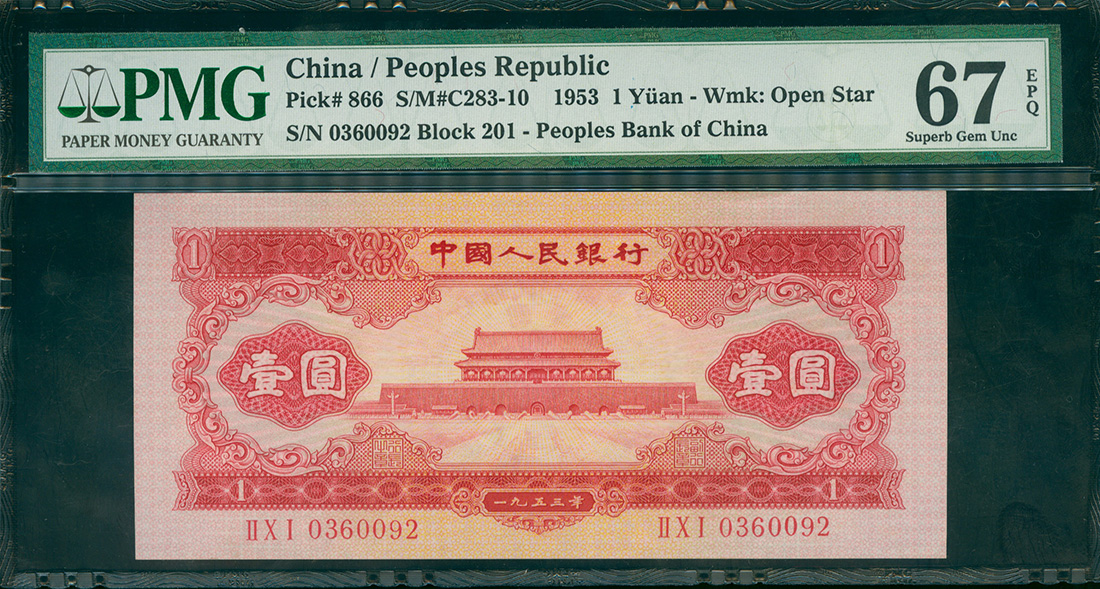 PMG
PAPER MONEY GUARANTY
China / Peoples Republic
Pick# 866 S/M#C283-10 1953 1 Yüan - Wmk: Open Star
S/N 0360092 Block 201 - Peoples Bank of China
67
EPQ
Superb Gem Unc
1 中國人民銀行 1
壹圓 壹圓
1 一九五三年 1
IIXI 0360092 IIXI 0360092